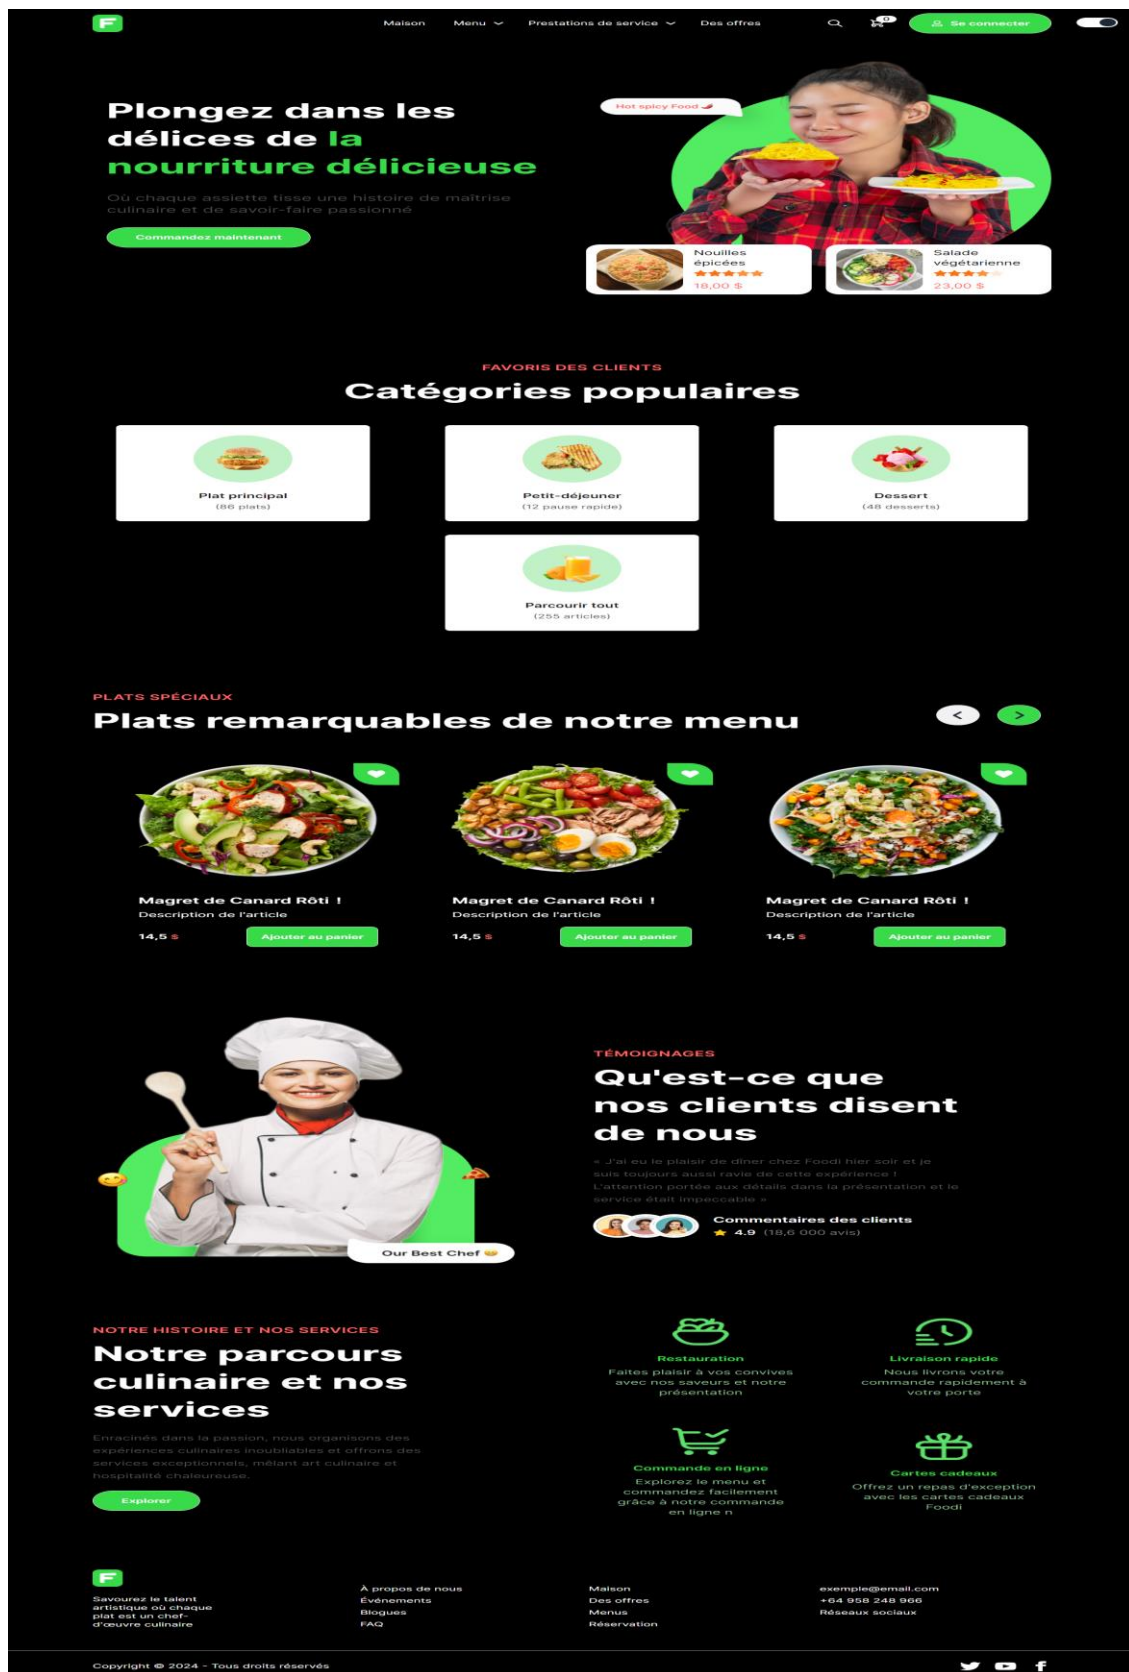 F
Maison Menu Prestations de service Des offres 0 Se connecter
Plongez dans les
délices de la
nourriture délicieuse
Où chaque assiette tisse une histoire de maîtrise
culinaire et de savoir-faire passionné
Commandez maintenant
Hot spicy Food
Nouilles
épicées
18,00 $
Salade
végétarienne
23,00 $
FAVORIS DES CLIENTS
Catégories populaires
Plat principal
(86 plats)
Petit-déjeuner
(12 pause rapide)
Dessert
(48 desserts)
Parcourir tout
(255 articles)
PLATS SPÉCIAUX
Plats remarquables de notre menu
< >
Magret de Canard Rôti !
Description de l'article
14,5 $ Ajouter au panier
Magret de Canard Rôti !
Description de l'article
14,5 $ Ajouter au panier
Magret de Canard Rôti !
Description de l'article
14,5 $ Ajouter au panier
Our Best Chef
TÉMOIGNAGES
Qu'est-ce que
nos clients disent
de nous
« J'ai eu le plaisir de dîner chez Foodi hier soir et je
suis toujours aussi ravie de cette expérience !
L'attention portée aux détails dans la présentation et le
service était impeccable »
Commentaires des clients
4.9 (18,6 000 avis)
NOTRE HISTOIRE ET NOS SERVICES
Notre parcours
culinaire et nos
services
Enracinés dans la passion, nous organisons des
expériences culinaires inoubliables et offrons des
services exceptionnels, mêlant art culinaire et
hospitalité chaleureuse.
Explorer
Restauration
Faites plaisir à vos convives
avec nos saveurs et notre
présentation
Livraison rapide
Nous livrons votre
commande rapidement à
votre porte
Commande en ligne
Explorez le menu et
commandez facilement
grâce à notre commande
en ligne n
Cartes cadeaux
Offrez un repas d'exception
avec les cartes cadeaux
Foodi
F
Savourez le talent
artistique où chaque
plat est un chef-
d'œuvre culinaire
À propos de nous
Événements
Blogues
FAQ
Maison
Des offres
Menus
Réservation
exemple@email.com
+64 958 248 966
Réseaux sociaux
Copyright © 2024 - Tous droits réservés